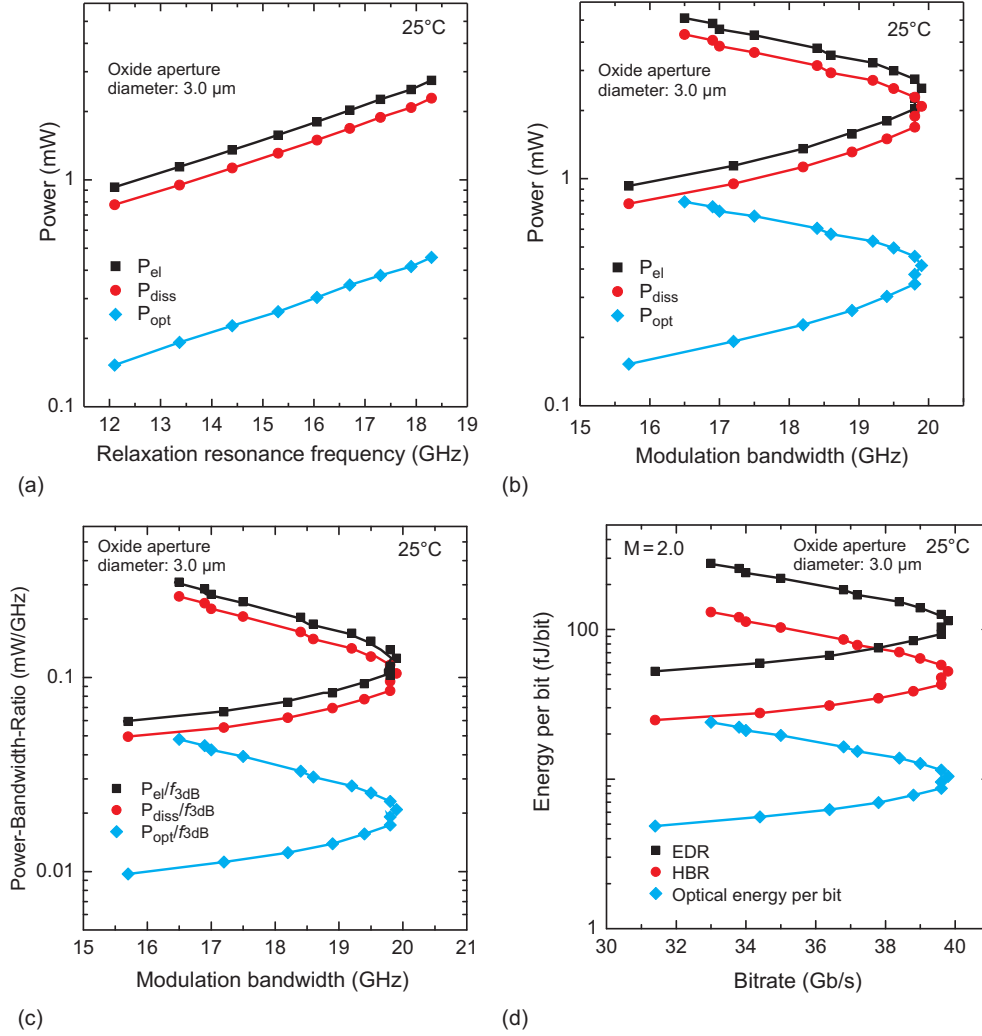 25°C
Oxide aperture
diameter: 3.0 µm
Power (mW)
1
0.1
P_el
P_diss
P_opt
11 12 13 14 15 16 17 18 19
Relaxation resonance frequency (GHz)
(a)
25°C
Oxide aperture
diameter: 3.0 µm
Power (mW)
1
0.1
P_el
P_diss
P_opt
15 16 17 18 19 20
Modulation bandwidth (GHz)
(b)
Oxide aperture
diameter: 3.0 µm
25°C
Power-Bandwidth-Ratio (mW/GHz)
0.1
0.01
P_el/f_3dB
P_diss/f_3dB
P_opt/f_3dB
15 16 17 18 19 20 21
Modulation bandwidth (GHz)
(c)
M = 2.0
Oxide aperture
diameter: 3.0 µm
25°C
Energy per bit (fJ/bit)
100
1
EDR
HBR
Optical energy per bit
30 32 34 36 38 40
Bitrate (Gb/s)
(d)